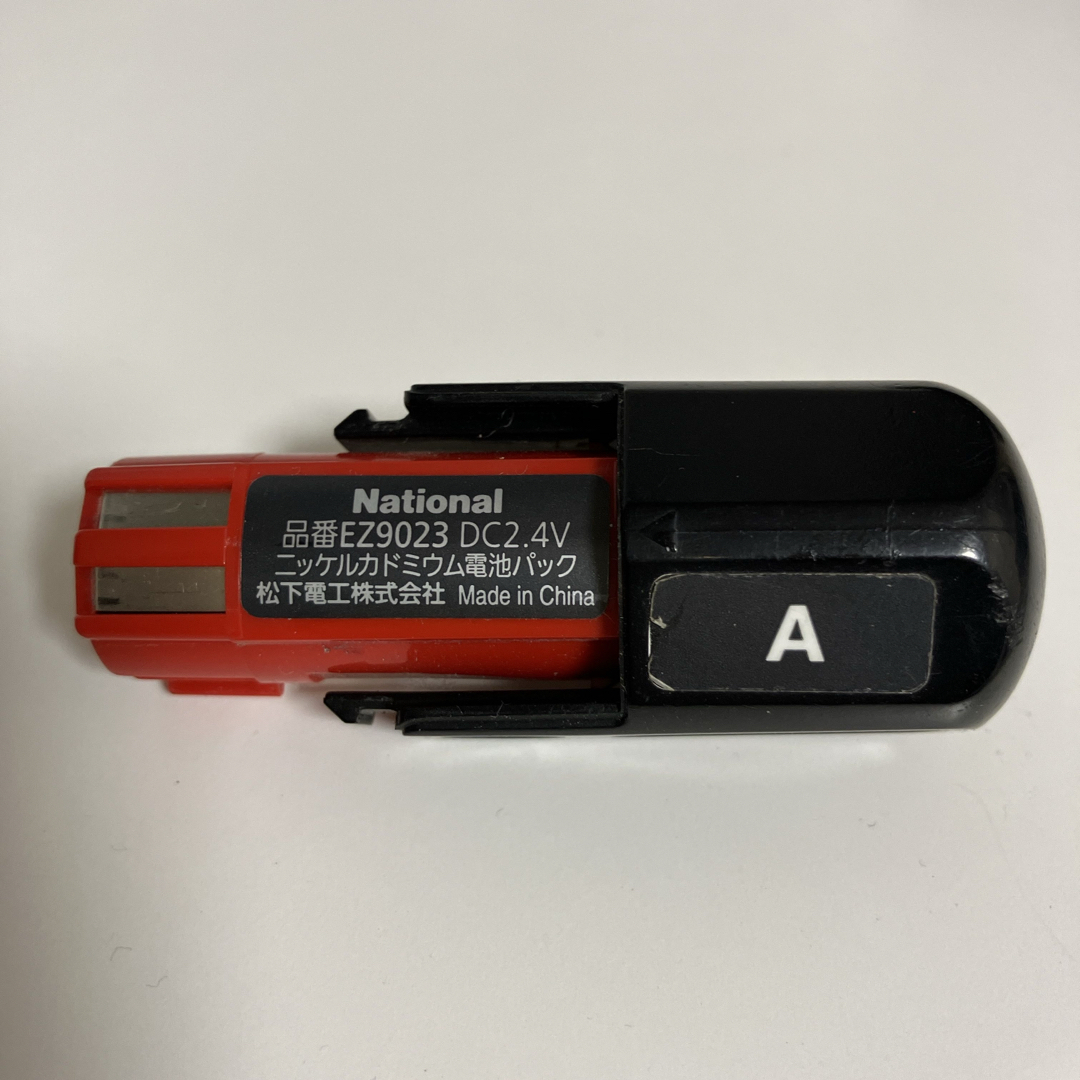 National
品番EZ9023 DC2.4V
ニッケルカドミウム電池パック
松下電工株式会社 Made in China
A